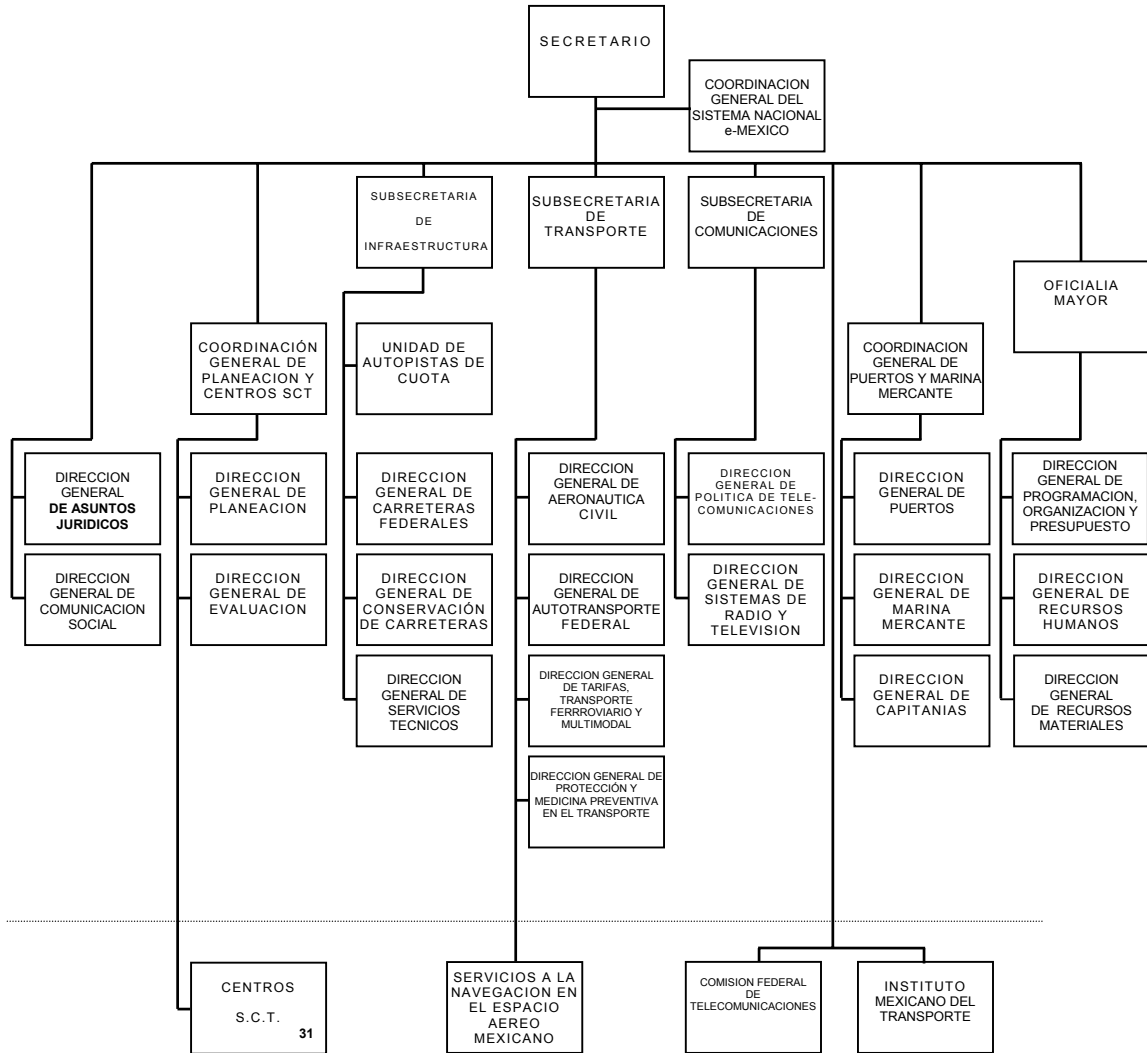 SECRETARIO
COORDINACION
GENERAL DEL
SISTEMA NACIONAL
e-MEXICO
SUBSECRETARIA
DE
INFRAESTRUCTURA
SUBSECRETARIA
DE
TRANSPORTE
SUBSECRETARIA
DE
COMUNICACIONES
OFICIALIA
MAYOR
COORDINACIÓN
GENERAL DE
PLANEACION Y
CENTROS SCT
UNIDAD DE
AUTOPISTAS DE
CUOTA
COORDINACION
GENERAL DE
PUERTOS Y MARINA
MERCANTE
DIRECCION
GENERAL
DE ASUNTOS
JURIDICOS
DIRECCION
GENERAL DE
PLANEACION
DIRECCION
GENERAL DE
CARRETERAS
FEDERALES
DIRECCION
GENERAL DE
AERONAUTICA
CIVIL
DIRECCION
GENERAL DE
POLITICA DE TELE-
COMUNICACIONES
DIRECCION
GENERAL DE
PUERTOS
DIRECCION
GENERAL DE
PROGRAMACION,
ORGANIZACION Y
PRESUPUESTO
DIRECCION
GENERAL DE
COMUNICACION
SOCIAL
DIRECCION
GENERAL DE
EVALUACION
DIRECCION
GENERAL DE
CONSERVACIÓN
DE CARRETERAS
DIRECCION
GENERAL DE
AUTOTRANSPORTE
FEDERAL
DIRECCION
GENERAL DE
SISTEMAS DE
RADIO Y
TELEVISION
DIRECCION
GENERAL DE
MARINA
MERCANTE
DIRECCION
GENERAL DE
RECURSOS
HUMANOS
DIRECCION
GENERAL DE
SERVICIOS
TECNICOS
DIRECCION GENERAL
DE TARIFAS,
TRANSPORTE
FERRROVIARIO Y
MULTIMODAL
DIRECCION
GENERAL DE
CAPITANIAS
DIRECCION
GENERAL
DE RECURSOS
MATERIALES
DIRECCION GENERAL DE
PROTECCIÓN Y
MEDICINA PREVENTIVA
EN EL TRANSPORTE
CENTROS
S.C.T.
31
SERVICIOS A LA
NAVEGACION EN
EL ESPACIO
AEREO
MEXICANO
COMISION FEDERAL
DE
TELECOMUNICACIONES
INSTITUTO
MEXICANO DEL
TRANSPORTE